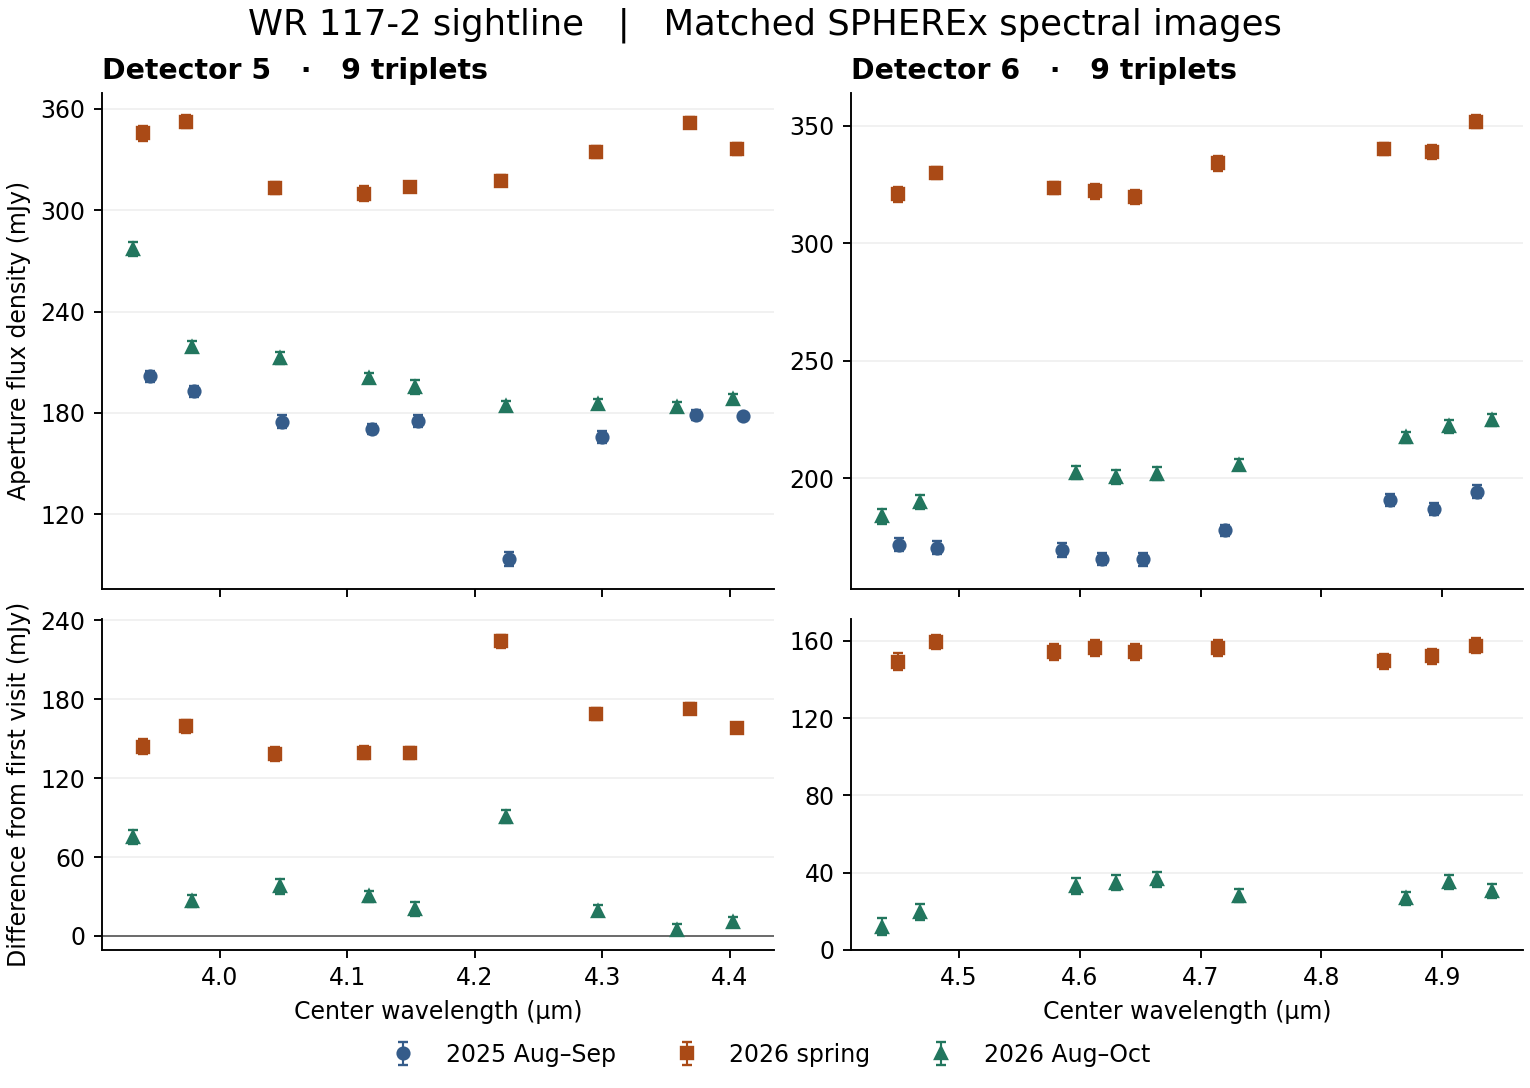 WR 117-2 sightline | Matched SPHEREx spectral images
Detector 5 · 9 triplets
Detector 6 · 9 triplets
Aperture flux density (mJy)
360
300
240
180
120
350
300
250
200
Difference from first visit (mJy)
240
180
120
60
0
160
120
80
40
0
4.0 4.1 4.2 4.3 4.4
4.5 4.6 4.7 4.8 4.9
Center wavelength (µm)
Center wavelength (µm)
2025 Aug–Sep 2026 spring 2026 Aug–Oct